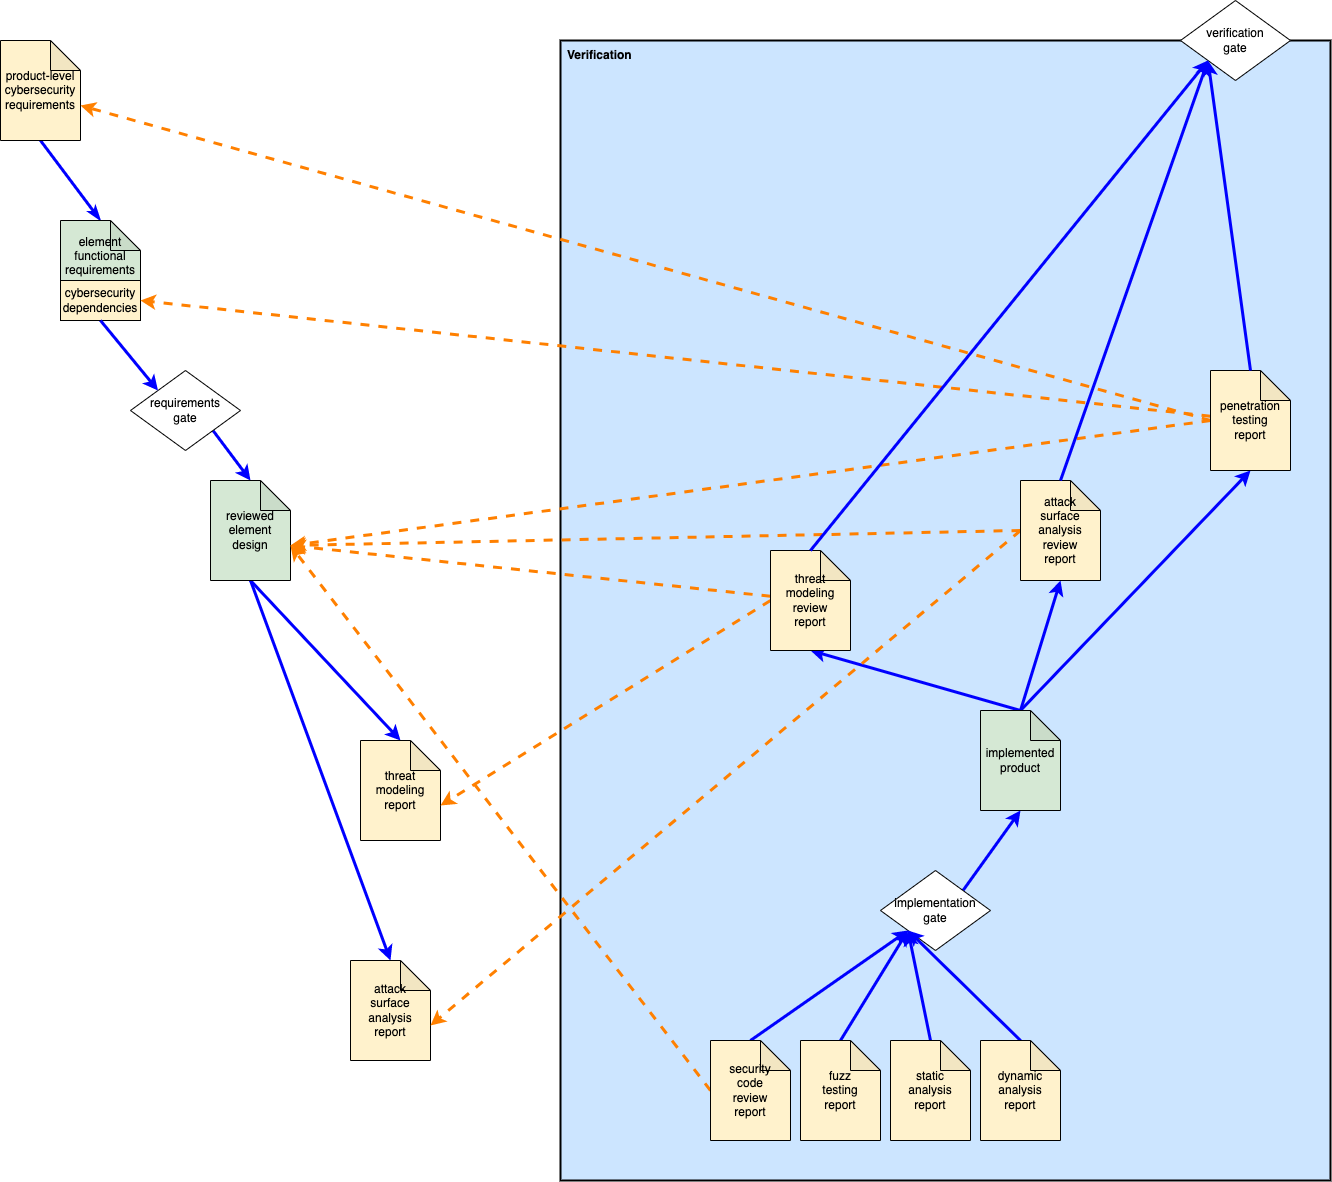 verification
gate
Verification
product-level
cybersecurity
requirements
element
functional
requirements
cybersecurity
dependencies
requirements
gate
penetration
testing
report
reviewed
element
design
attack
surface
analysis
review
report
threat
modeling
review
report
implemented
product
threat
modeling
report
implementation
gate
attack
surface
analysis
report
security
code
review
report
fuzz
testing
report
static
analysis
report
dynamic
analysis
report